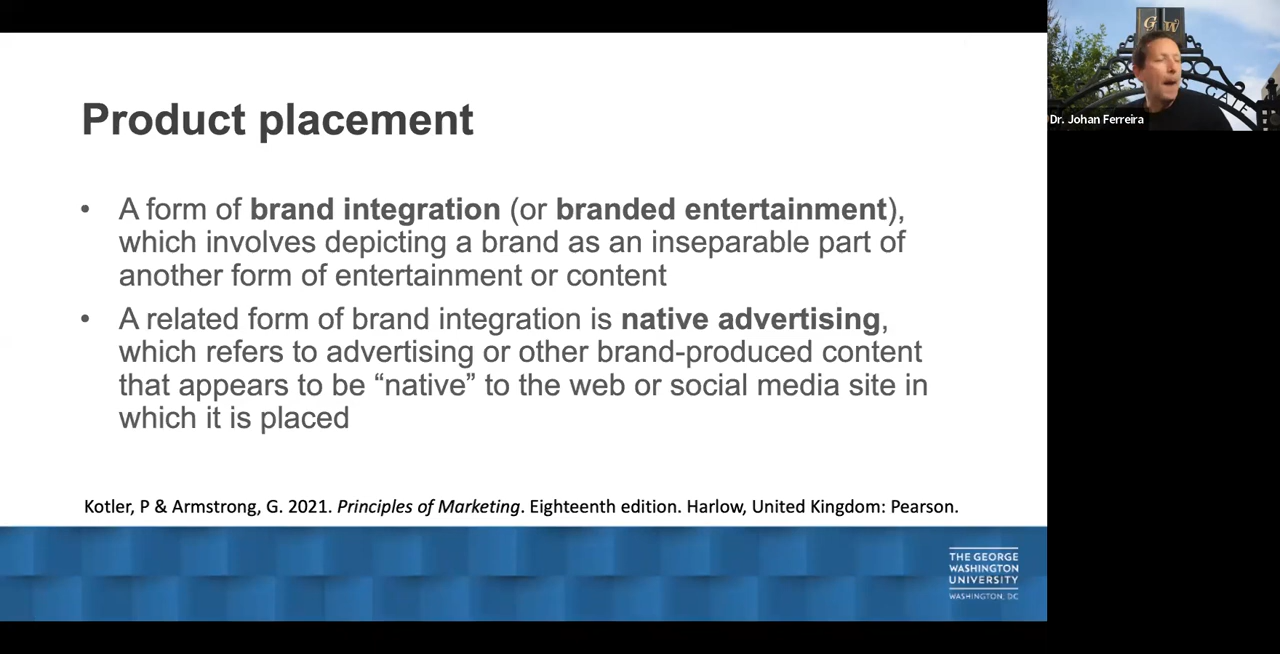 Product placement
• A form of brand integration (or branded entertainment),
which involves depicting a brand as an inseparable part of
another form of entertainment or content
• A related form of brand integration is native advertising,
which refers to advertising or other brand-produced content
that appears to be “native” to the web or social media site in
which it is placed
Kotler, P & Armstrong, G. 2021. Principles of Marketing. Eighteenth edition. Harlow, United Kingdom: Pearson.
THE GEORGE
WASHINGTON
UNIVERSITY
WASHINGTON, DC
G W
GATE
Dr. Johan Ferreira